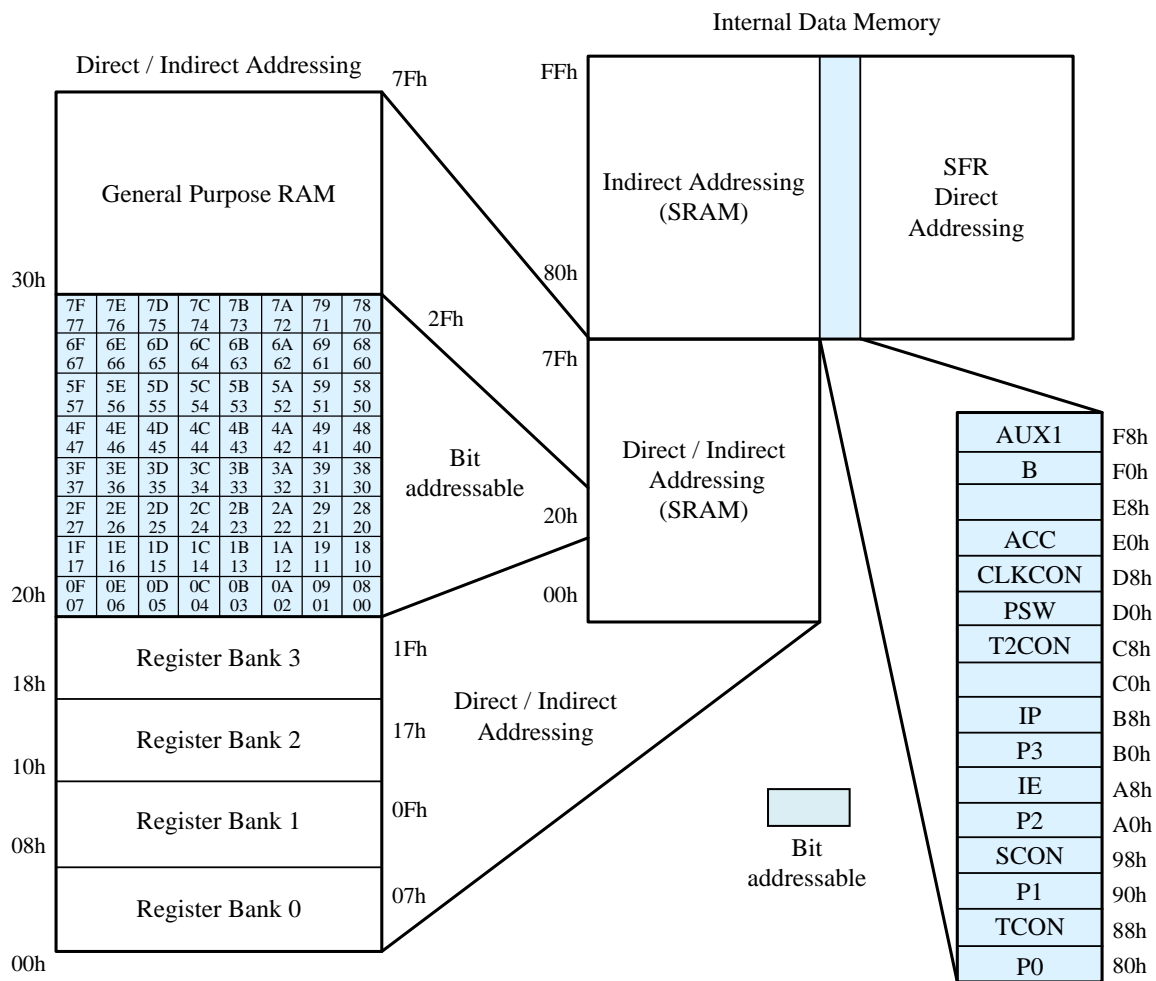 Internal Data Memory
Direct / Indirect Addressing
7Fh
General Purpose RAM
30h
7F 7E 7D 7C 7B 7A 79 78
77 76 75 74 73 72 71 70
6F 6E 6D 6C 6B 6A 69 68
67 66 65 64 63 62 61 60
5F 5E 5D 5C 5B 5A 59 58
57 56 55 54 53 52 51 50
4F 4E 4D 4C 4B 4A 49 48
47 46 45 44 43 42 41 40
3F 3E 3D 3C 3B 3A 39 38
37 36 35 34 33 32 31 30
2F 2E 2D 2C 2B 2A 29 28
27 26 25 24 23 22 21 20
1F 1E 1D 1C 1B 1A 19 18
17 16 15 14 13 12 11 10
0F 0E 0D 0C 0B 0A 09 08
07 06 05 04 03 02 01 00
2Fh
Bit
addressable
20h
Register Bank 3
1Fh
18h
Register Bank 2
17h
10h
Register Bank 1
0Fh
08h
Register Bank 0
07h
00h
Direct / Indirect
Addressing
FFh
Indirect Addressing
(SRAM)
80h
SFR
Direct
Addressing
7Fh
Direct / Indirect
Addressing
(SRAM)
20h
00h
Bit
addressable
AUX1 F8h
B F0h
E8h
ACC E0h
CLKCON D8h
PSW D0h
T2CON C8h
C0h
IP B8h
P3 B0h
IE A8h
P2 A0h
SCON 98h
P1 90h
TCON 88h
P0 80h